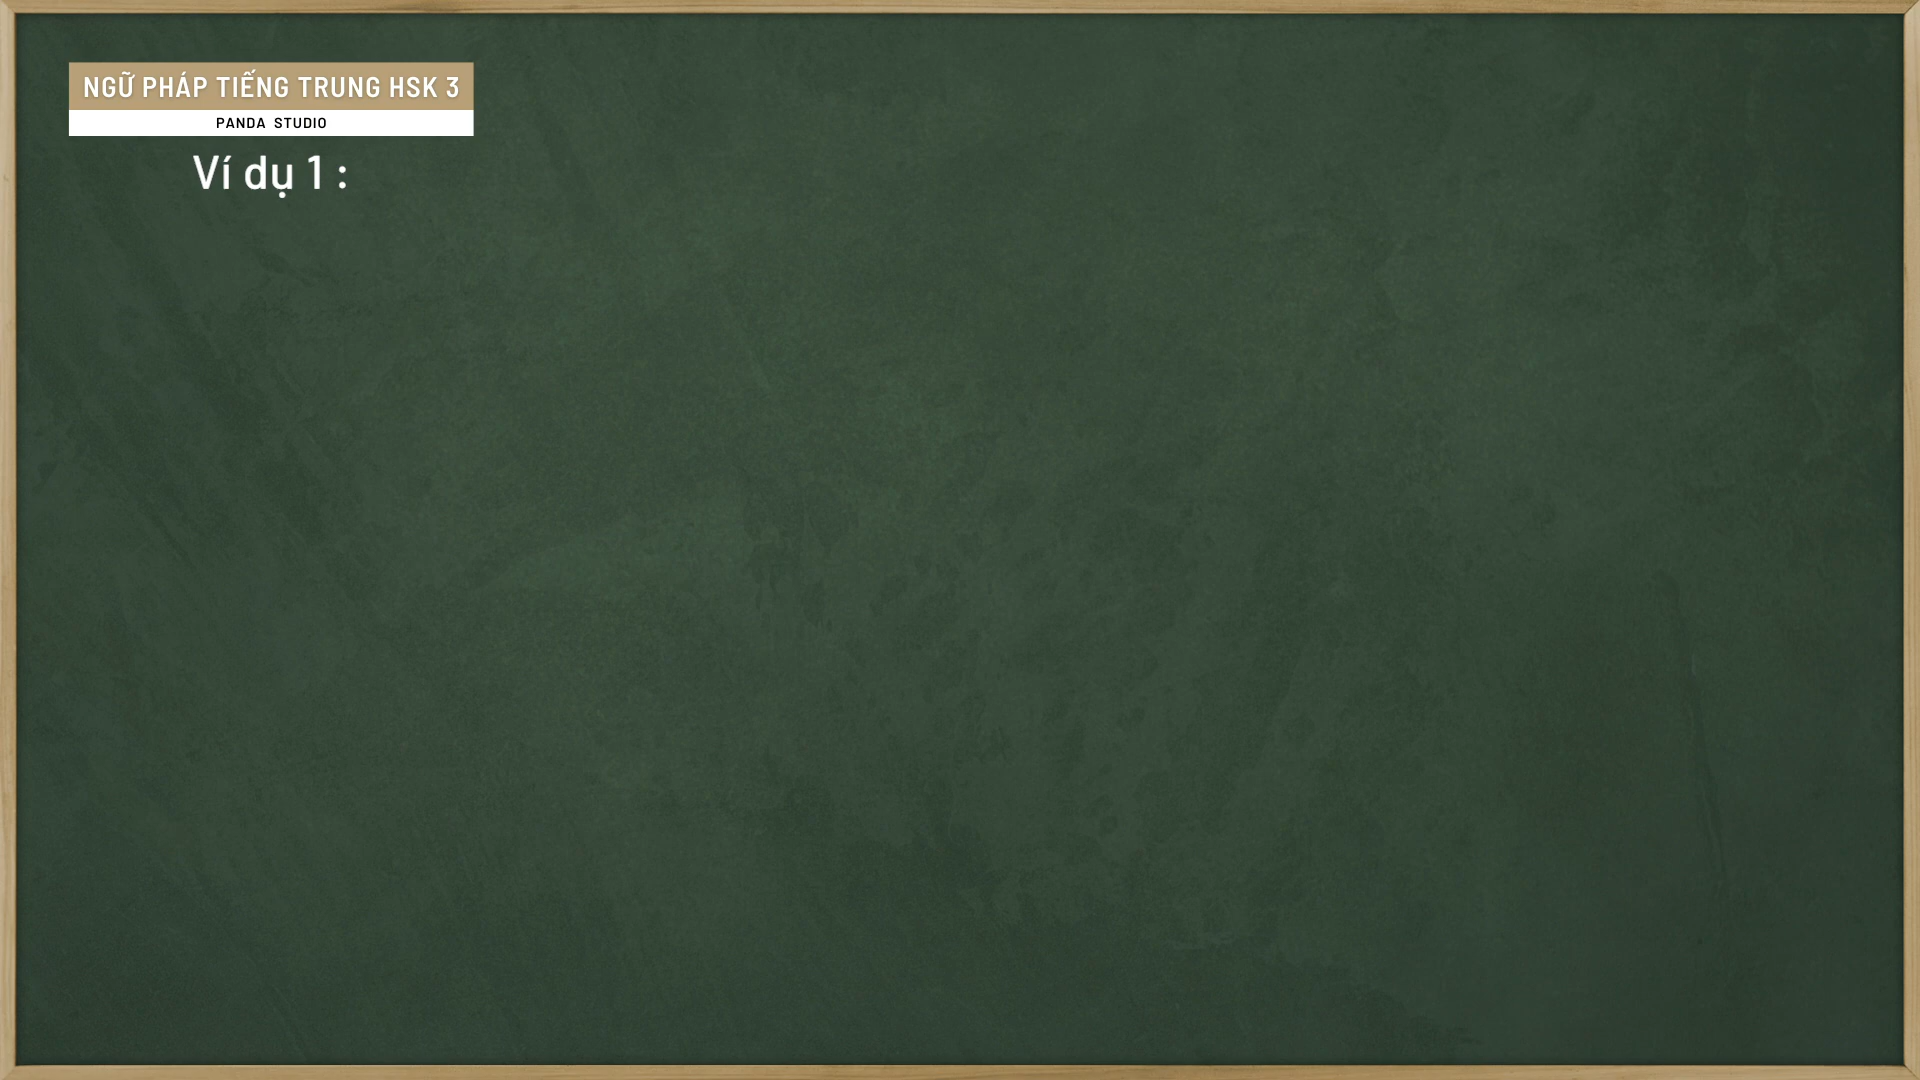 NGỮ PHÁP TIẾNG TRUNG HSK 3
PANDA STUDIO
Ví dụ 1 :